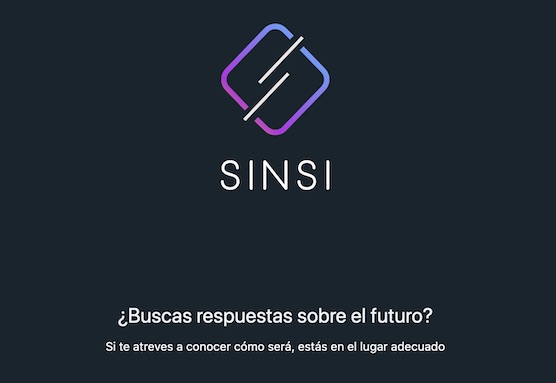 SINSI
¿Buscas respuestas sobre el futuro?
Si te atreves a conocer cómo será, estás en el lugar adecuado